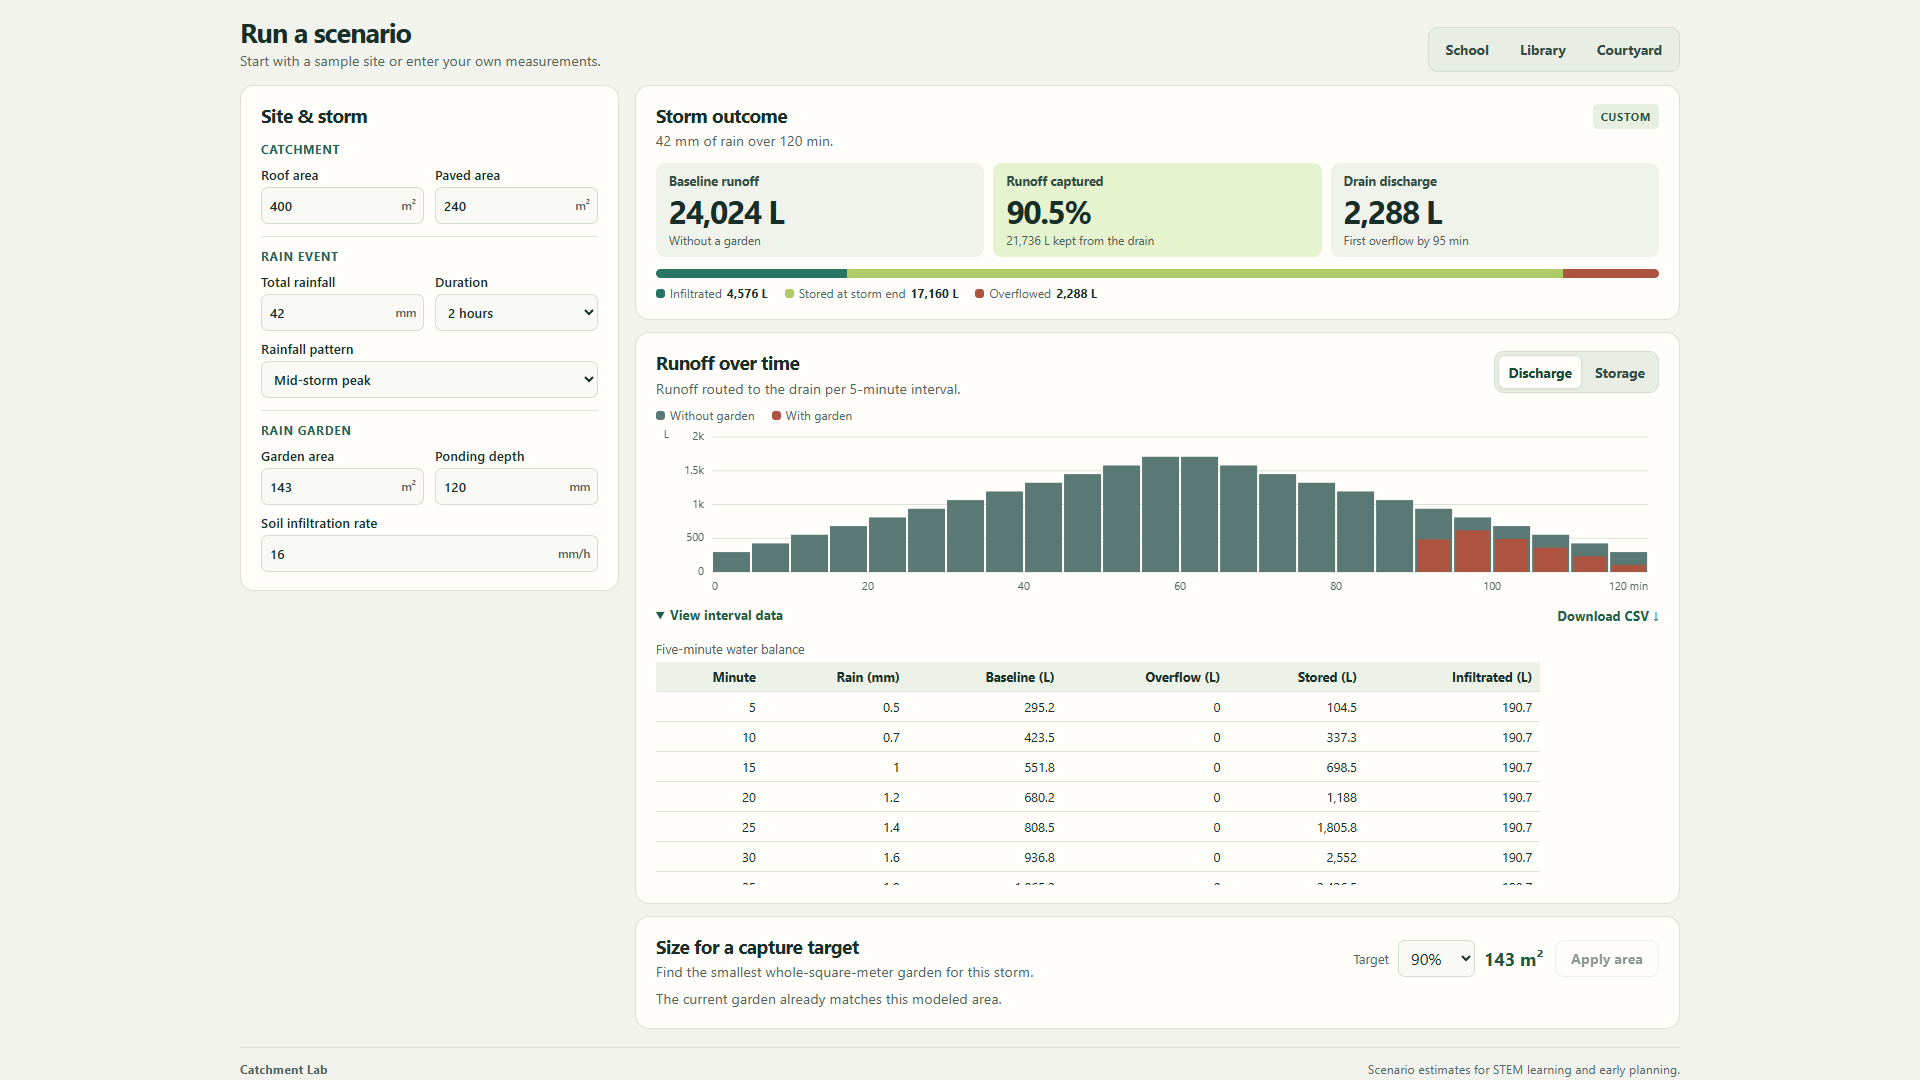 Run a scenario
Start with a sample site or enter your own measurements.
School Library Courtyard
Site & storm
CATCHMENT
Roof area Paved area
400 m² 240 m²
RAIN EVENT
Total rainfall Duration
42 mm 2 hours
Rainfall pattern
Mid-storm peak
RAIN GARDEN
Garden area Ponding depth
143 m² 120 mm
Soil infiltration rate
16 mm/h
Storm outcome
CUSTOM
42 mm of rain over 120 min.
Baseline runoff
24,024 L
Without a garden
Runoff captured
90.5%
21,736 L kept from the drain
Drain discharge
2,288 L
First overflow by 95 min
Infiltrated 4,576 L Stored at storm end 17,160 L Overflowed 2,288 L
Runoff over time
Discharge Storage
Runoff routed to the drain per 5-minute interval.
Without garden With garden
L
2k
1.5k
1k
500
0
0 20 40 60 80 100 120 min
▼ View interval data
Download CSV ↓
Five-minute water balance
Minute Rain (mm) Baseline (L) Overflow (L) Stored (L) Infiltrated (L)
5 0.5 295.2 0 104.5 190.7
10 0.7 423.5 0 337.3 190.7
15 1 551.8 0 698.5 190.7
20 1.2 680.2 0 1,188 190.7
25 1.4 808.5 0 1,805.8 190.7
30 1.6 936.8 0 2,552 190.7
Size for a capture target
Find the smallest whole-square-meter garden for this storm.
The current garden already matches this modeled area.
Target 90% 143 m² Apply area
Catchment Lab
Scenario estimates for STEM learning and early planning.